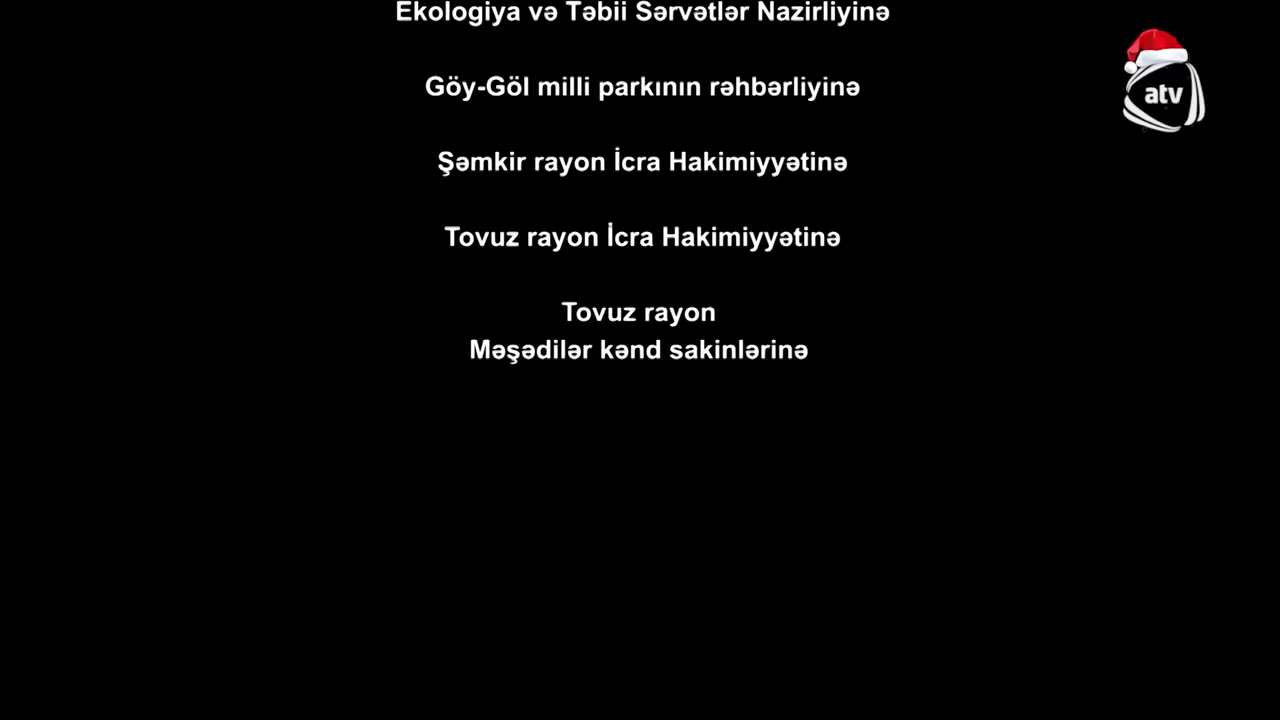 Ekologiya və Təbii Sərvətlər Nazirliyinə
Göy-Göl milli parkının rəhbərliyinə
Şəmkir rayon İcra Hakimiyyətinə
Tovuz rayon İcra Hakimiyyətinə
Tovuz rayon
Məşədilər kənd sakinlərinə
atv